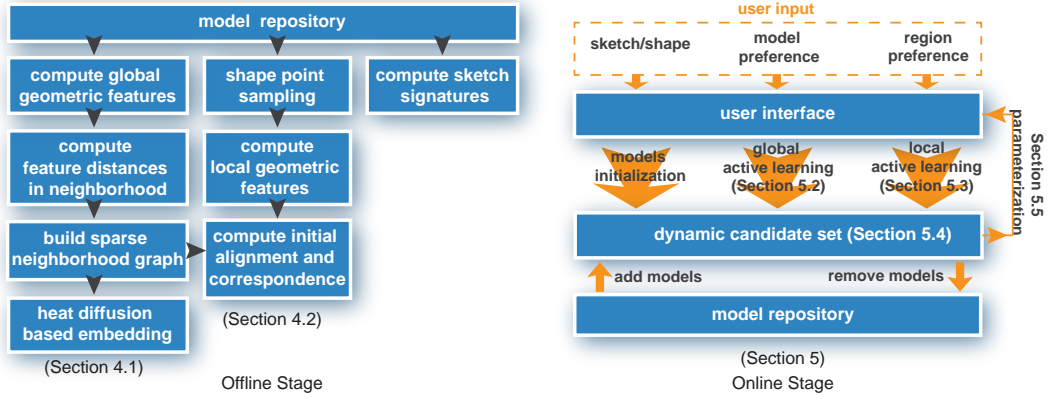 model repository
compute global
geometric features
compute
feature distances
in neighborhood
build sparse
neighborhood graph
heat diffusion
based embedding
(Section 4.1)
shape point
sampling
compute
local geometric
features
compute initial
alignment and
correspondence
(Section 4.2)
compute sketch
signatures
Offline Stage
user input
sketch/shape
model
preference
region
preference
user interface
models
initialization
global
active learning
(Section 5.2)
local
active learning
(Section 5.3)
Section 5.5
parameterization
dynamic candidate set (Section 5.4)
add models
remove models
model repository
(Section 5)
Online Stage